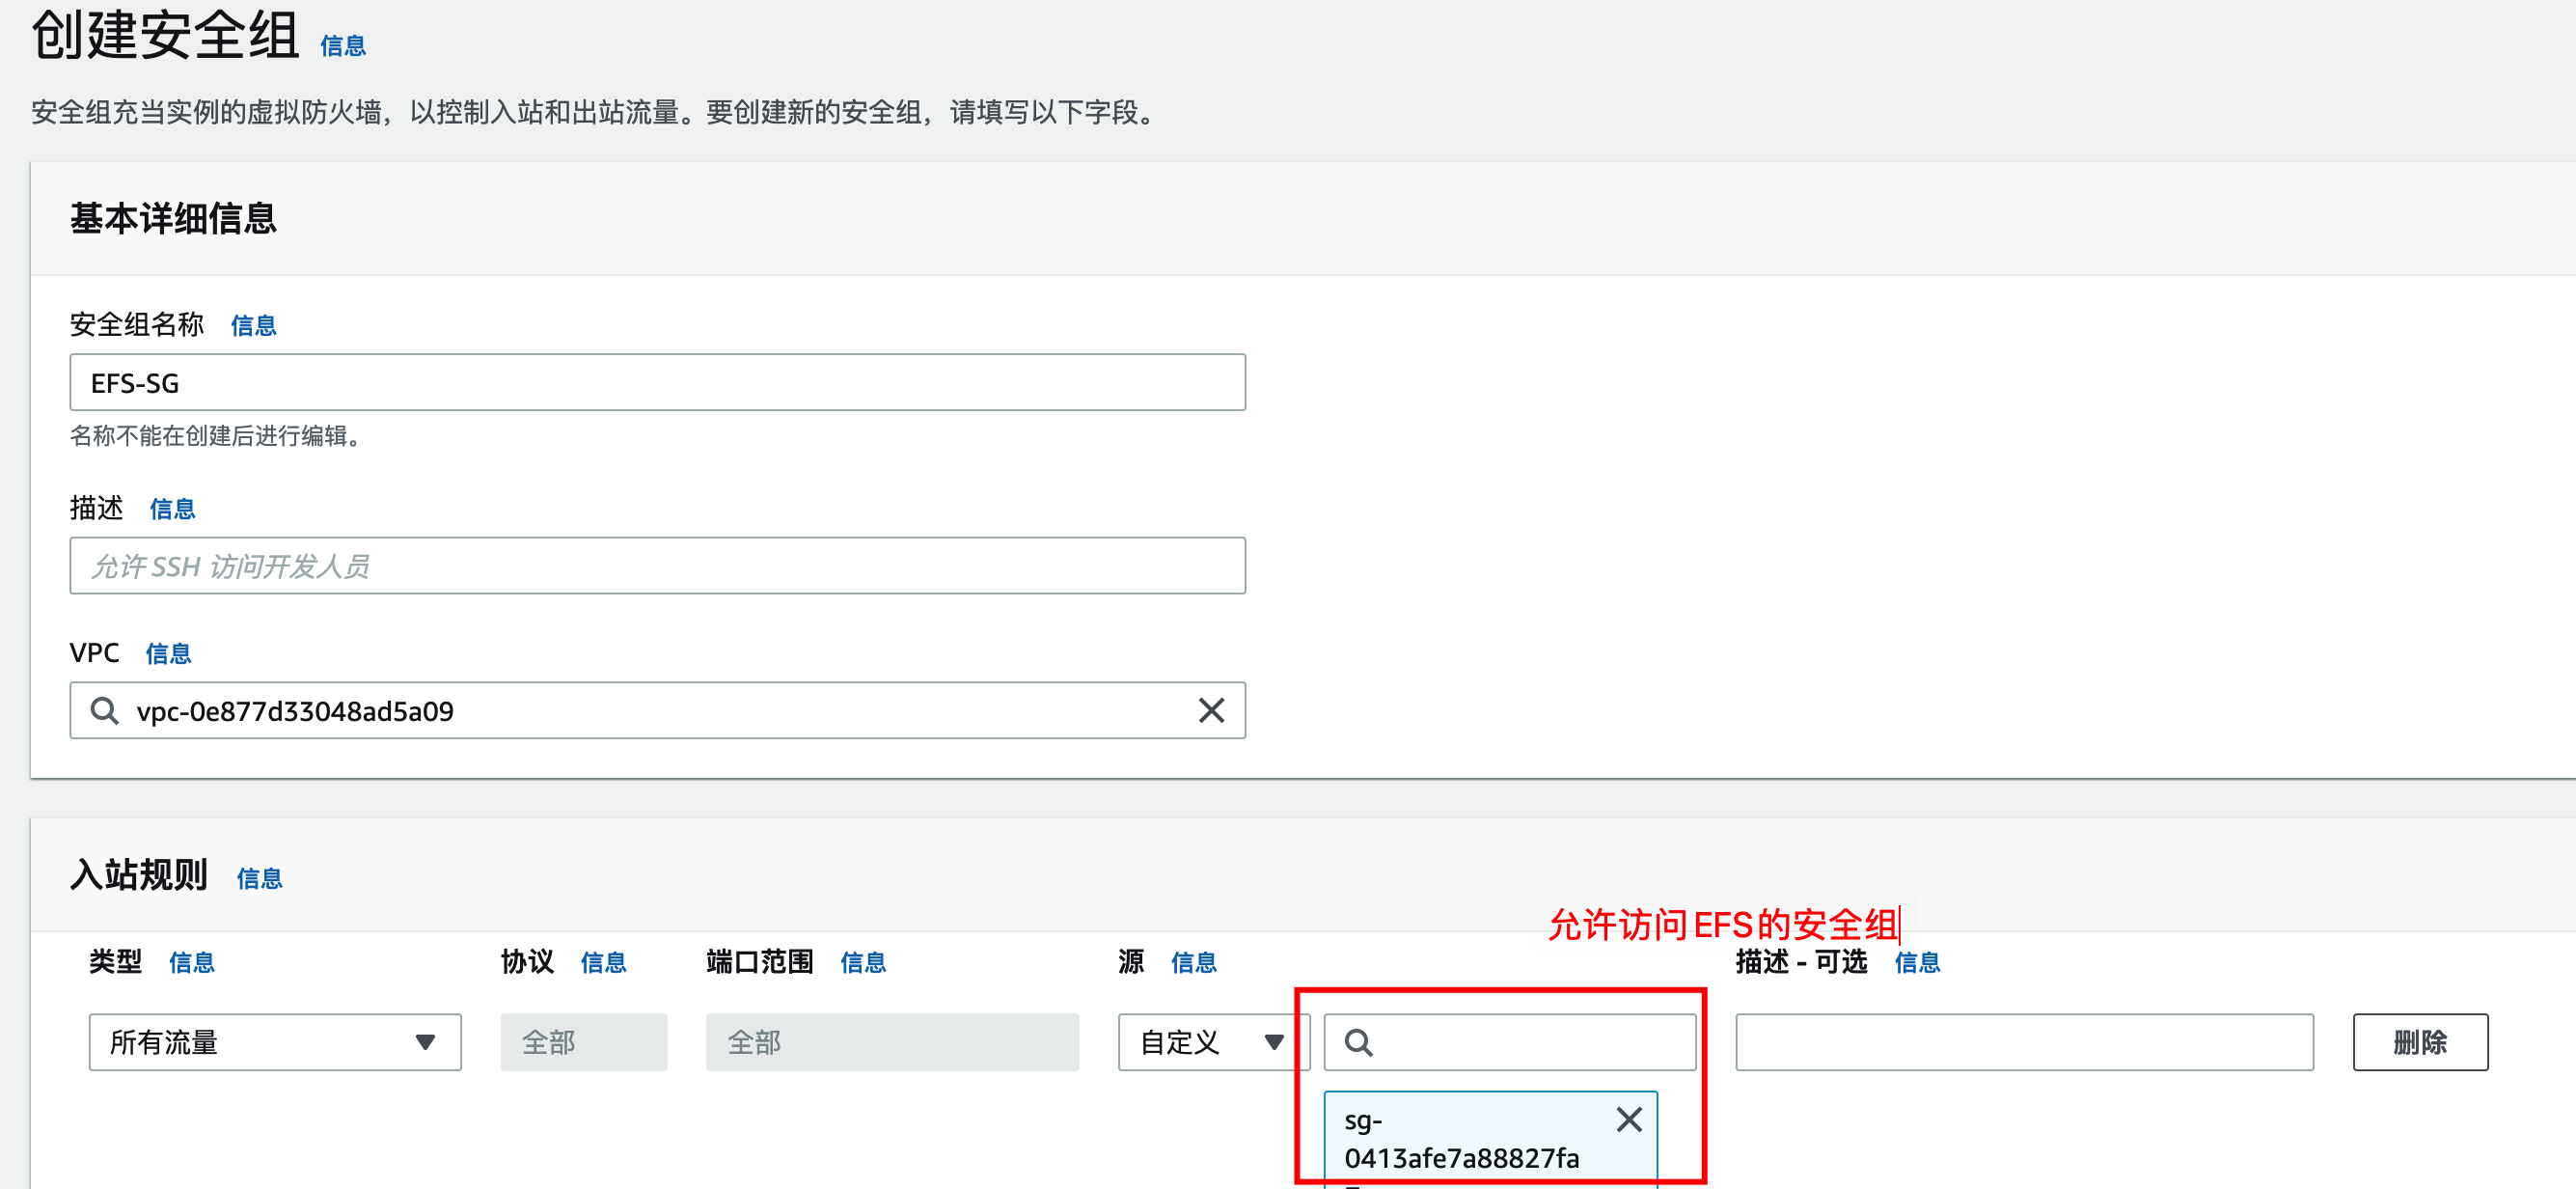 创建安全组 信息
安全组充当实例的虚拟防火墙，以控制入站和出站流量。要创建新的安全组，请填写以下字段。
基本详细信息
安全组名称 信息
EFS-SG
名称不能在创建后进行编辑。
描述 信息
允许 SSH 访问开发人员
VPC 信息
vpc-0e877d33048ad5a09
入站规则 信息
允许访问EFS的安全组
类型 信息 协议 信息 端口范围 信息 源 信息 描述 - 可选 信息
所有流量 全部 全部 自定义 删除
sg-
0413afe7a88827fa